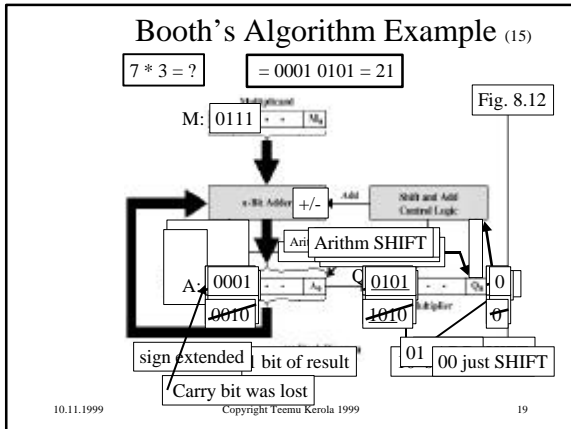 Booth's Algorithm Example (15)
7 * 3 = ?
= 0001 0101 = 21
Fig. 8.12
Multiplicand
M: 0111
n-Bit Adder
+/-
Add
Shift and Add
Control Logic
Arithm SHIFT
A: 0001
0101
0
0010
1010
0
sign extended
1 bit of result
01
00 just SHIFT
Carry bit was lost
10.11.1999
Copyright Teemu Kerola 1999
19